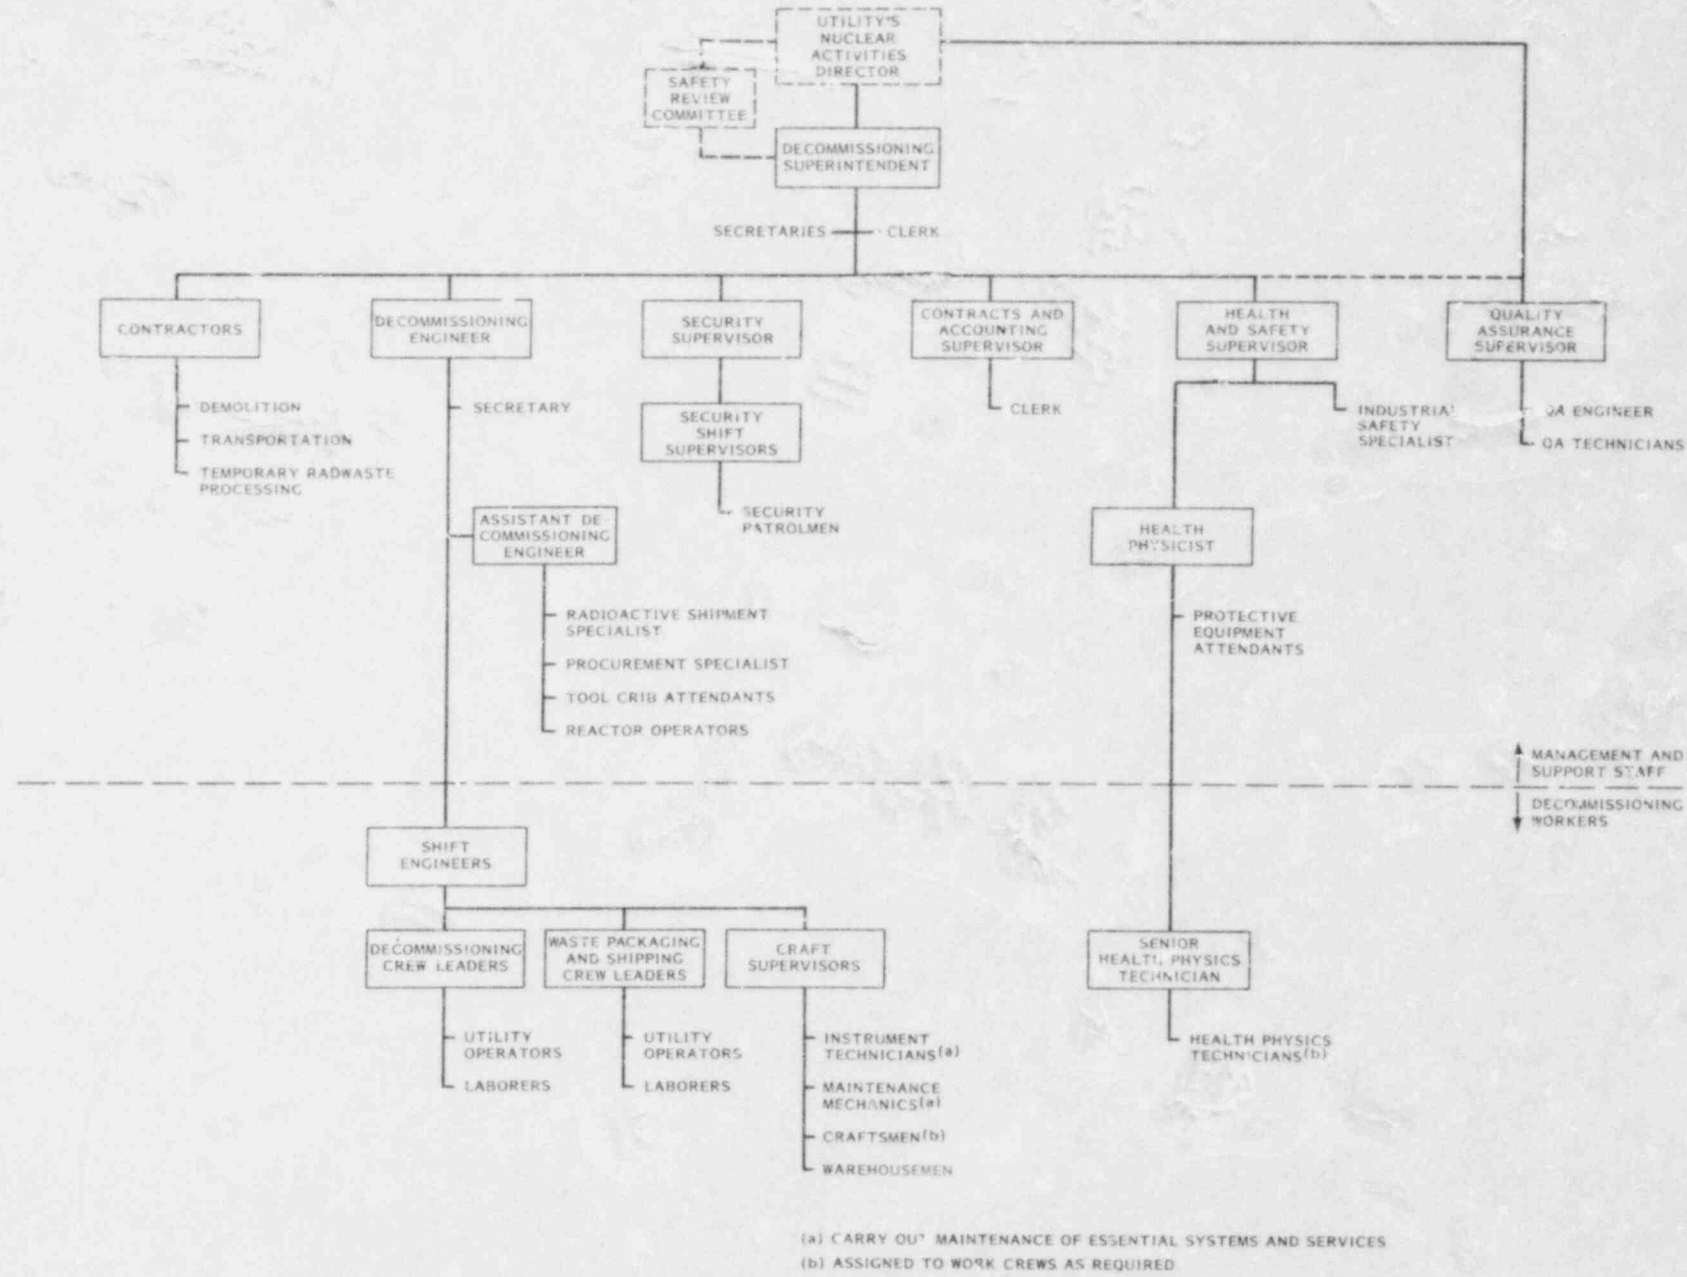 UTILITY'S
NUCLEAR
ACTIVITIES
DIRECTOR
SAFETY
REVIEW
COMMITTEE
DECOMMISSIONING
SUPERINTENDENT
SECRETARIES
CLERK
CONTRACTORS
DECOMMISSIONING
ENGINEER
SECURITY
SUPERVISOR
CONTRACTS AND
ACCOUNTING
SUPERVISOR
HEALTH
AND SAFETY
SUPERVISOR
QUALITY
ASSURANCE
SUPERVISOR
DEMOLITION
TRANSPORTATION
TEMPORARY RADWASTE
PROCESSING
SECRETARY
SECURITY
SHIFT
SUPERVISORS
CLERK
INDUSTRIAL
SAFETY
SPECIALIST
QA ENGINEER
QA TECHNICIANS
SECURITY
PATROLMEN
ASSISTANT DE-
COMMISSIONING
ENGINEER
HEALTH
PHYSICIST
RADIOACTIVE SHIPMENT
SPECIALIST
PROCUREMENT SPECIALIST
TOOL CRIB ATTENDANTS
REACTOR OPERATORS
PROTECTIVE
EQUIPMENT
ATTENDANTS
MANAGEMENT AND
SUPPORT STAFF
DECOMMISSIONING
WORKERS
SHIFT
ENGINEERS
DECOMMISSIONING
CREW LEADERS
WASTE PACKAGING
AND SHIPPING
CREW LEADERS
CRAFT
SUPERVISORS
SENIOR
HEALTH PHYSICS
TECHNICIAN
UTILITY
OPERATORS
LABORERS
UTILITY
OPERATORS
LABORERS
INSTRUMENT
TECHNICIANS(a)
MAINTENANCE
MECHANICS(a)
CRAFTSMEN(b)
WAREHOUSEMEN
HEALTH PHYSICS
TECHNICIANS(b)
(a) CARRY OUT MAINTENANCE OF ESSENTIAL SYSTEMS AND SERVICES
(b) ASSIGNED TO WORK CREWS AS REQUIRED